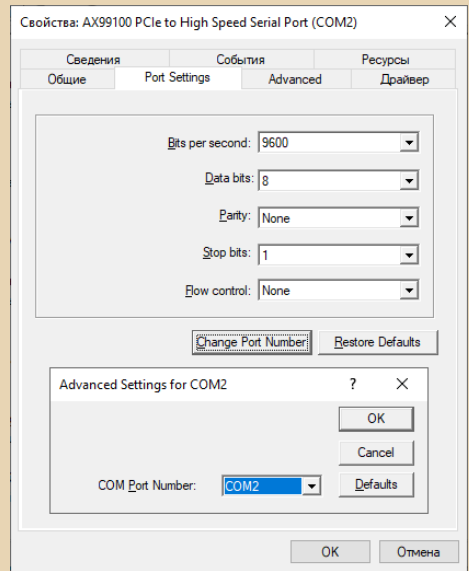 Свойства: AX99100 PCIe to High Speed Serial Port (COM2)
Сведения События Ресурсы
Общие Port Settings Advanced Драйвер
Bits per second: 9600
Data bits: 8
Parity: None
Stop bits: 1
Flow control: None
Change Port Number Restore Defaults
Advanced Settings for COM2 ?
OK
Cancel
COM Port Number: COM2 Defaults
OK Отмена